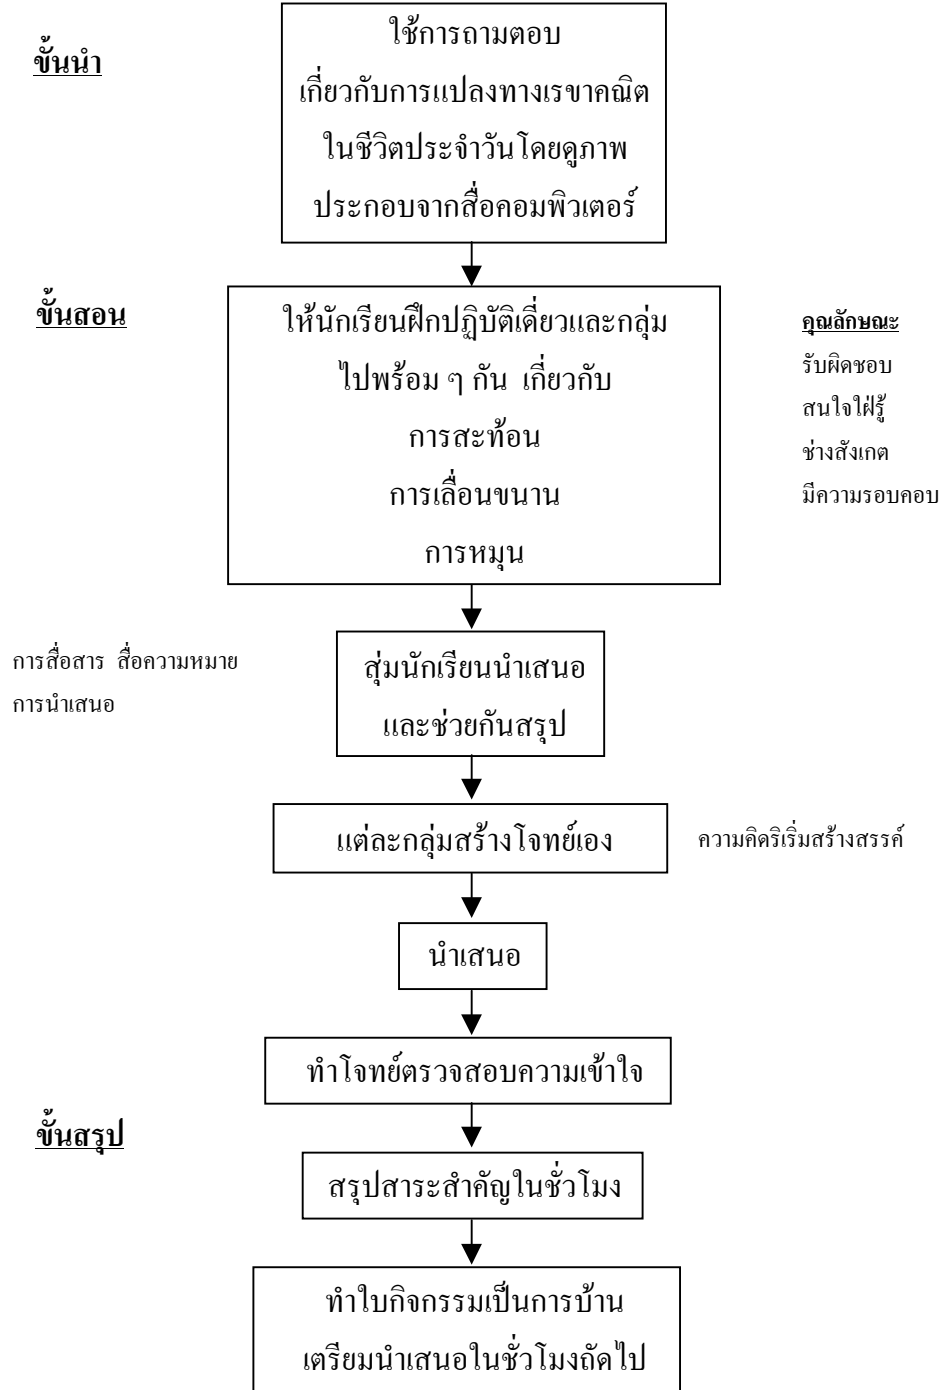 ขั้นนำ
ใช้การถามตอบ
เกี่ยวกับการแปลงทางเรขาคณิต
ในชีวิตประจำวันโดยดูภาพ
ประกอบจากสื่อคอมพิวเตอร์
ขั้นสอน
ให้นักเรียนฝึกปฏิบัติเดี่ยวและกลุ่ม
ไปพร้อม ๆ กัน เกี่ยวกับ
การสะท้อน
การเลื่อนขนาน
การหมุน
คุณลักษณะ
รับผิดชอบ
สนใจใฝ่รู้
ช่างสังเกต
มีความรอบคอบ
การสื่อสาร สื่อความหมาย
การนำเสนอ
สุ่มนักเรียนนำเสนอ
และช่วยกันสรุป
แต่ละกลุ่มสร้างโจทย์เอง
ความคิดริเริ่มสร้างสรรค์
นำเสนอ
ทำโจทย์ตรวจสอบความเข้าใจ
ขั้นสรุป
สรุปสาระสำคัญในชั่วโมง
ทำใบกิจกรรมเป็นการบ้าน
เตรียมนำเสนอในชั่วโมงถัดไป